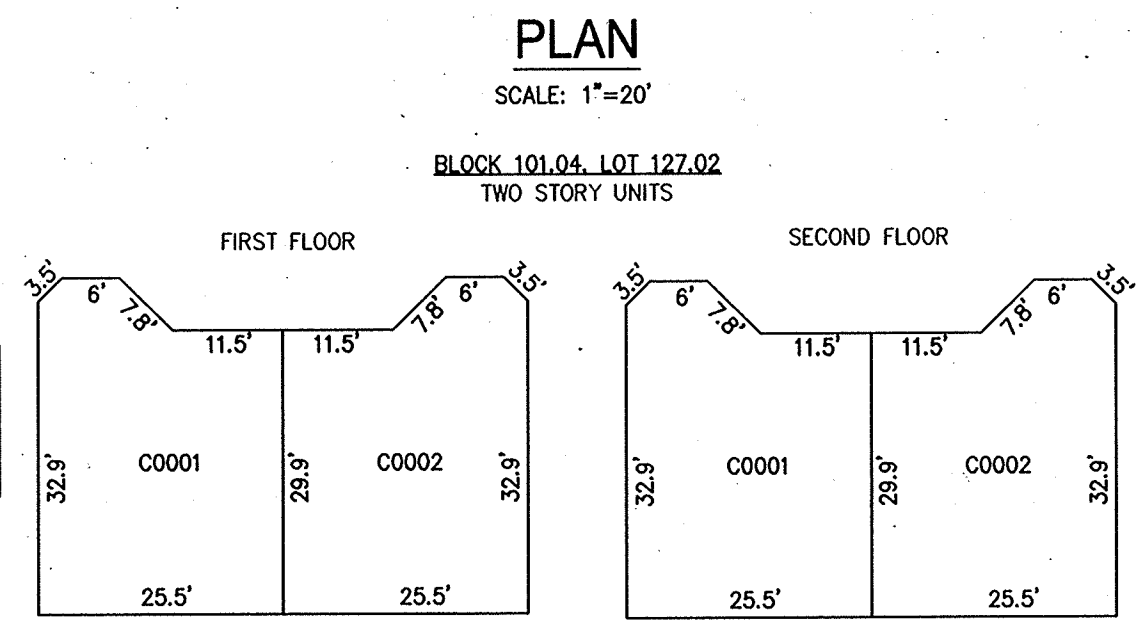 PLAN
SCALE: 1"=20'
BLOCK 101.04, LOT 127.02
TWO STORY UNITS
FIRST FLOOR
3.5'
6'
7.8'
11.5'
11.5'
7.8'
6'
3.5'
32.9'
C0001
29.9'
C0002
32.9'
25.5'
25.5'
SECOND FLOOR
3.5'
6'
7.8'
11.5'
11.5'
7.8'
6'
3.5'
32.9'
C0001
29.9'
C0002
32.9'
25.5'
25.5'